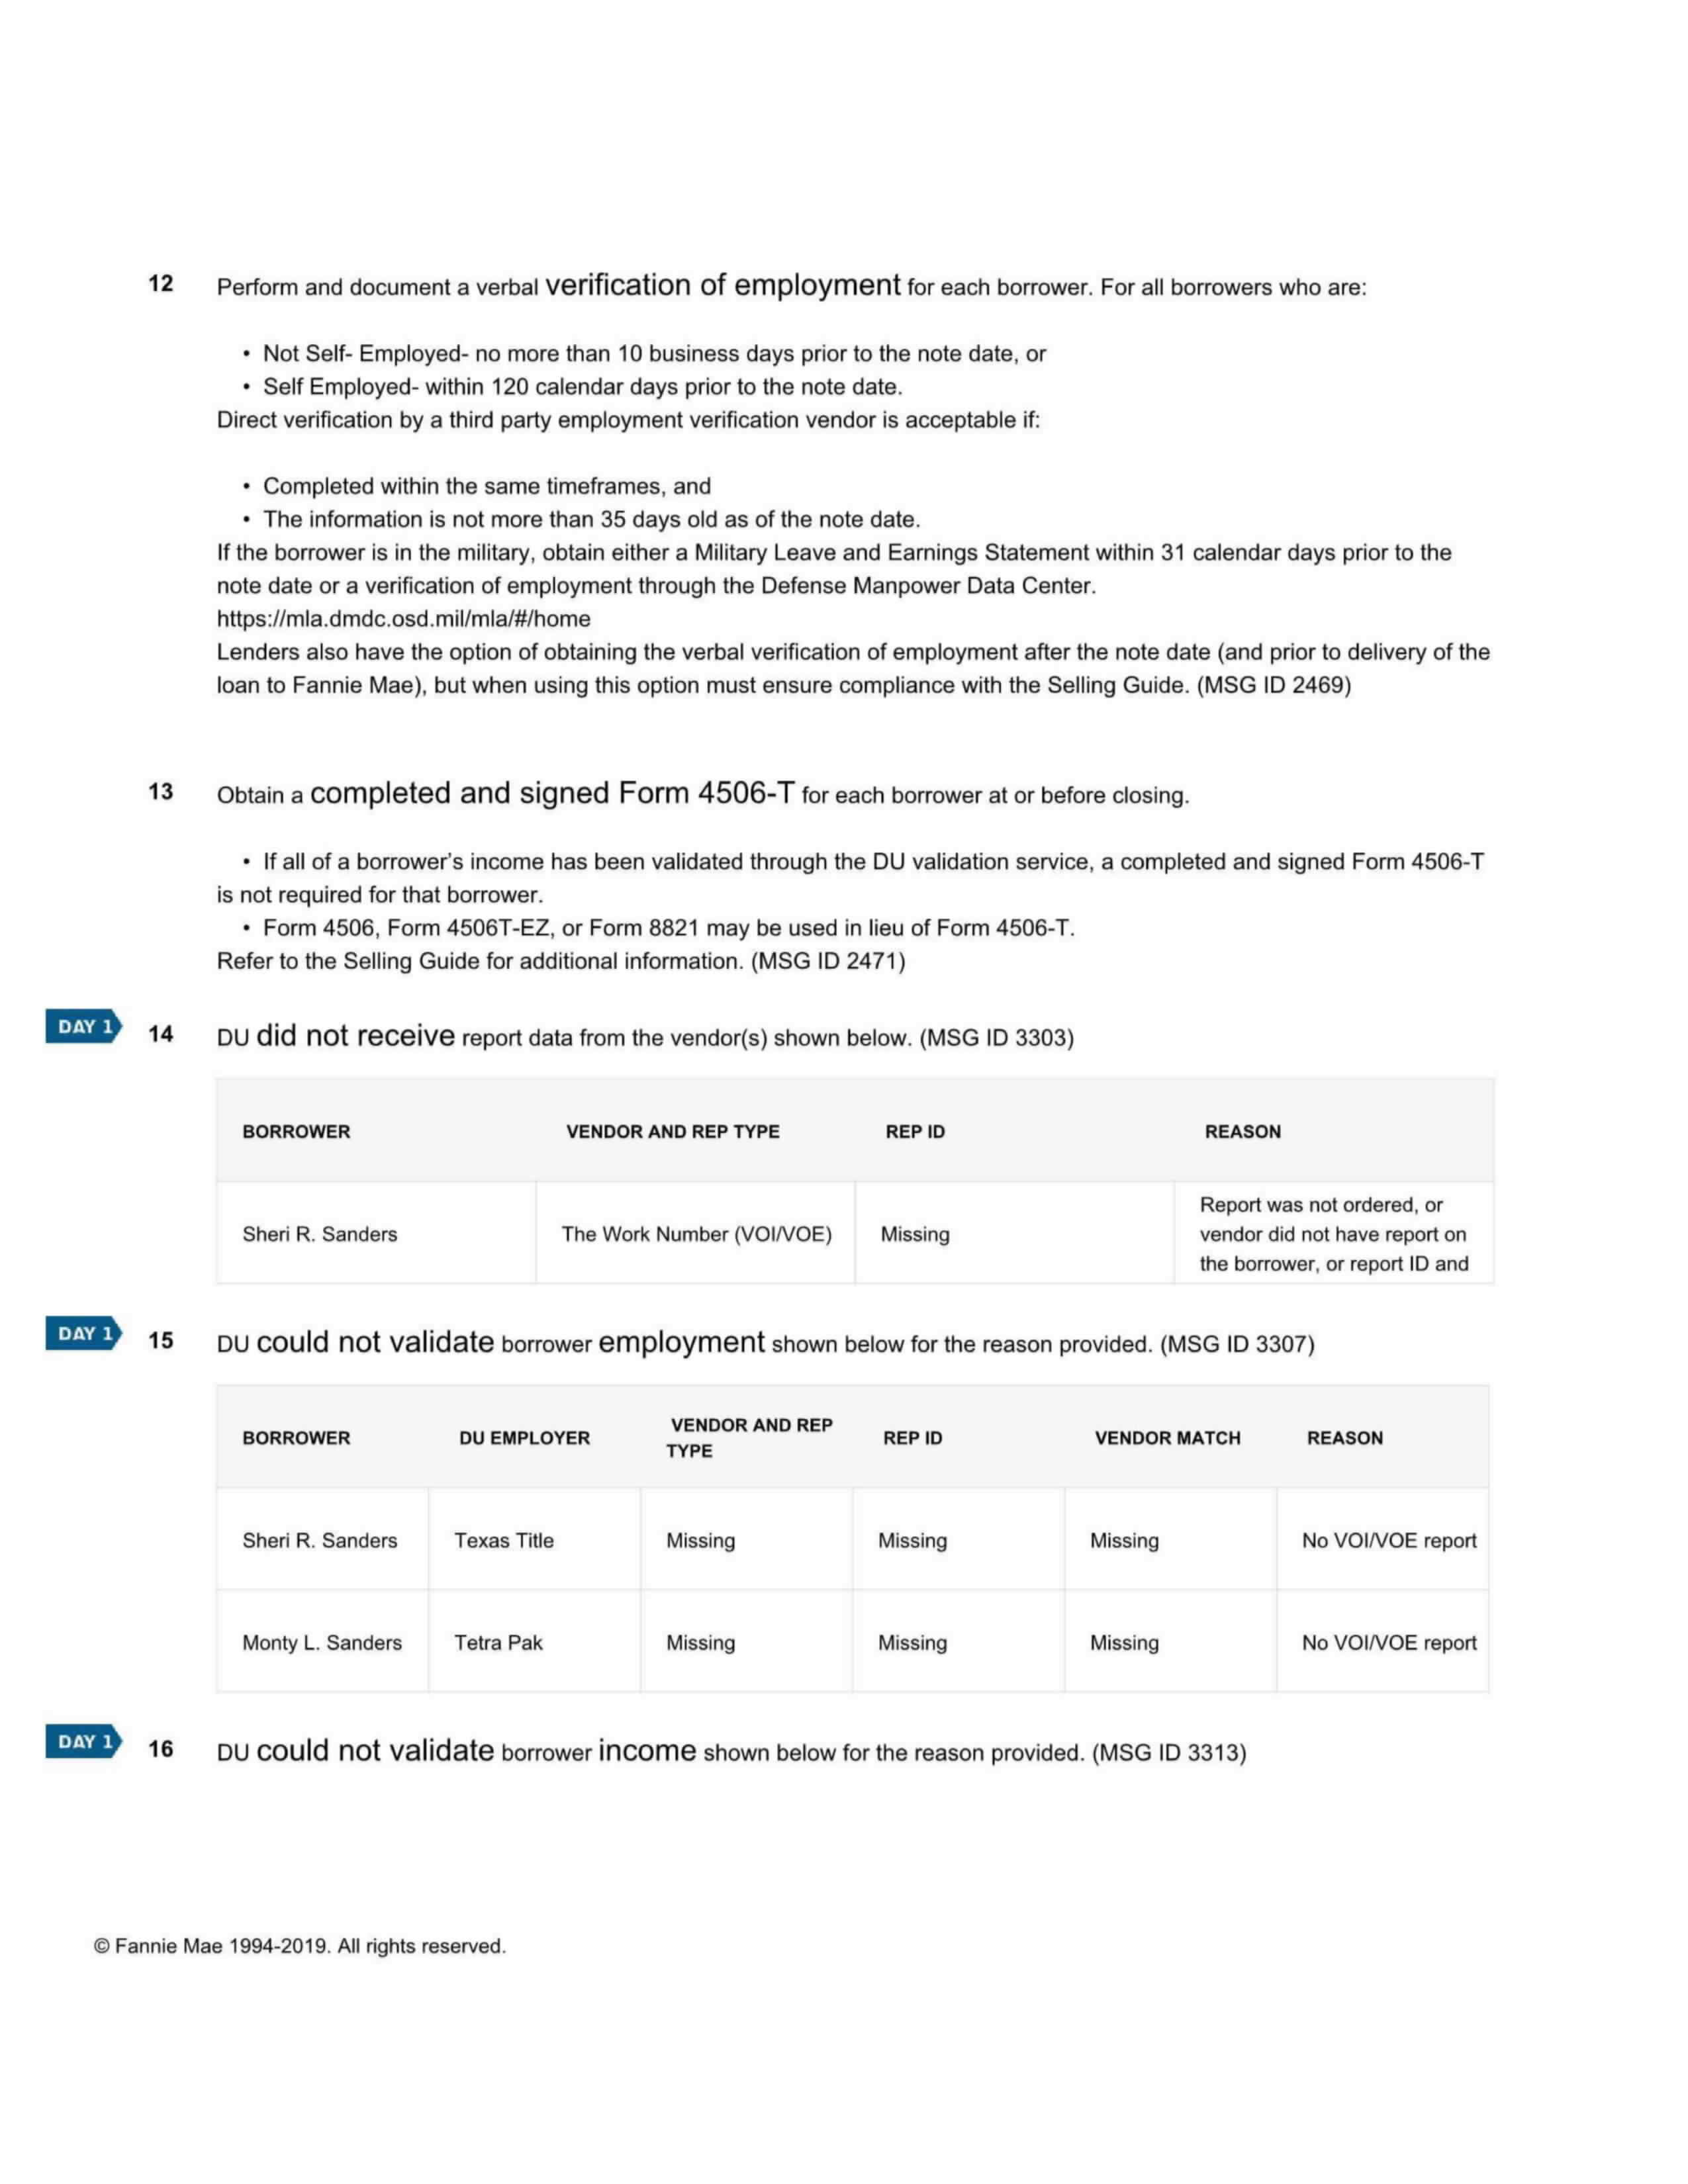 12 Perform and document a verbal verification of employment for each borrower. For all borrowers who are:
• Not Self- Employed- no more than 10 business days prior to the note date, or
• Self Employed- within 120 calendar days prior to the note date.
Direct verification by a third party employment verification vendor is acceptable if:
• Completed within the same timeframes, and
• The information is not more than 35 days old as of the note date.
If the borrower is in the military, obtain either a Military Leave and Earnings Statement within 31 calendar days prior to the
note date or a verification of employment through the Defense Manpower Data Center.
https://mla.dmdc.osd.mil/mla/#/home
Lenders also have the option of obtaining the verbal verification of employment after the note date (and prior to delivery of the
loan to Fannie Mae), but when using this option must ensure compliance with the Selling Guide. (MSG ID 2469)
13 Obtain a completed and signed Form 4506-T for each borrower at or before closing.
• If all of a borrower's income has been validated through the DU validation service, a completed and signed Form 4506-T
is not required for that borrower.
• Form 4506, Form 4506T-EZ, or Form 8821 may be used in lieu of Form 4506-T.
Refer to the Selling Guide for additional information. (MSG ID 2471)
DAY 1 14 DU did not receive report data from the vendor(s) shown below. (MSG ID 3303)
BORROWER VENDOR AND REP TYPE REP ID REASON
Sheri R. Sanders The Work Number (VOI/VOE) Missing Report was not ordered, or
vendor did not have report on
the borrower, or report ID and
DAY 1 15 DU could not validate borrower employment shown below for the reason provided. (MSG ID 3307)
BORROWER DU EMPLOYER VENDOR AND REP
TYPE REP ID VENDOR MATCH REASON
Sheri R. Sanders Texas Title Missing Missing Missing No VOI/VOE report
Monty L. Sanders Tetra Pak Missing Missing Missing No VOI/VOE report
DAY 1 16 DU could not validate borrower income shown below for the reason provided. (MSG ID 3313)
© Fannie Mae 1994-2019. All rights reserved.